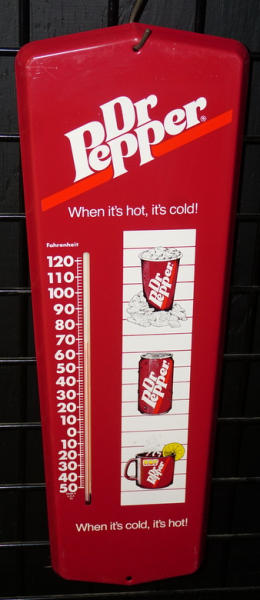 Dr
Pepper®
When it's hot, it's cold!
Fahrenheit
120
110
100
90
80
70
60
50
40
30
20
10
0
10
20
30
40
50
Dr
Pepper
Dr
Pepper
Dr
Pepper
When it's cold, it's hot!